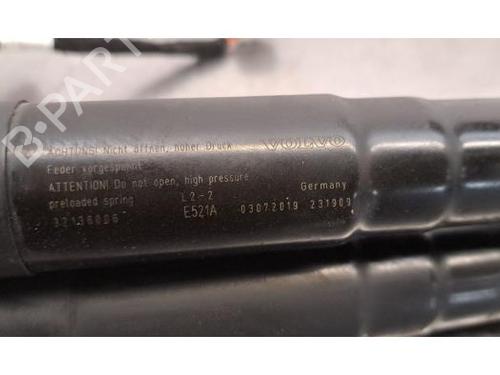 B-PARTS
ACHTUNG! Nicht öffnen, hoher Druck VOLVO
Feder vorgespannt
ATTENTION! Do not open, high pressure Germany
preloaded spring L2-2
E521A 03072019 231909